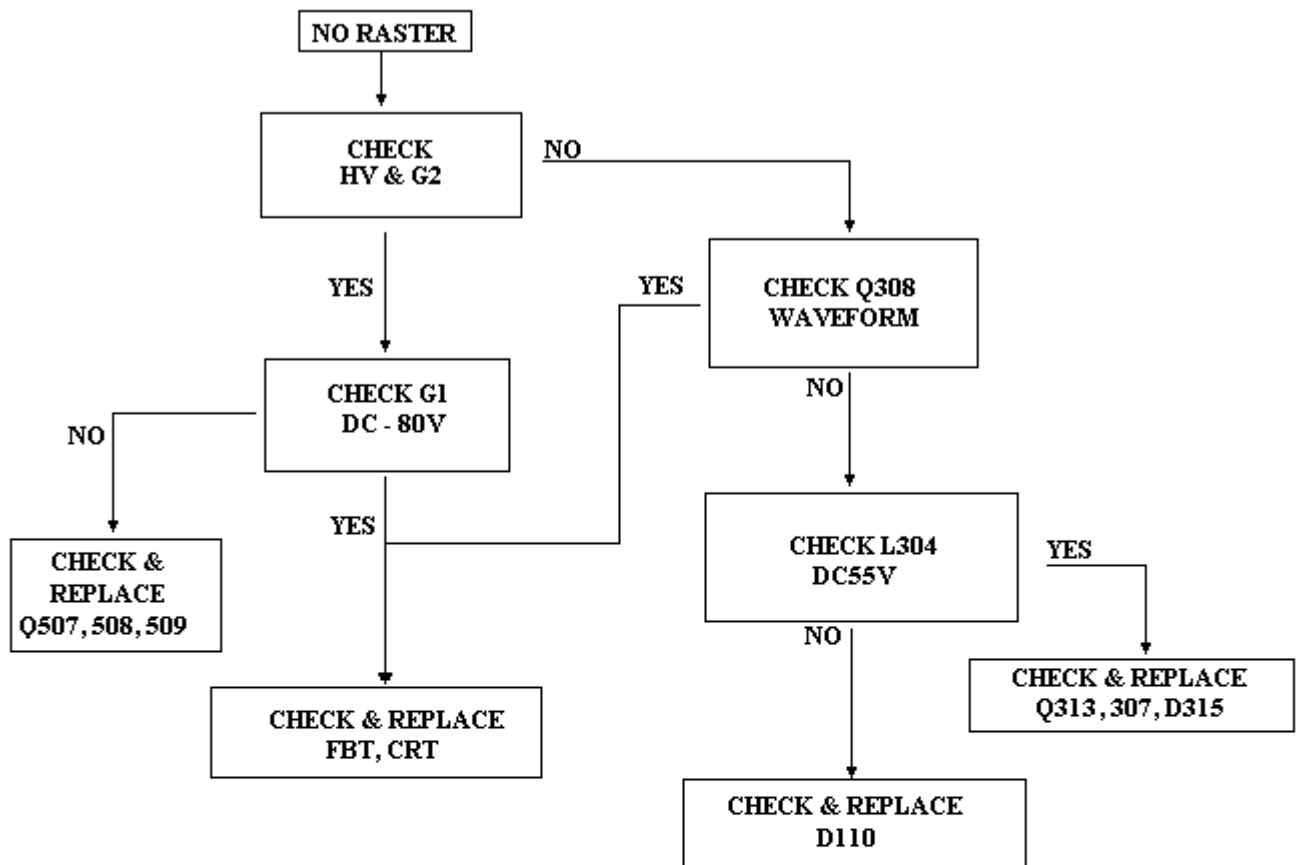 NO RASTER
CHECK
HV & G2
NO
YES
YES
CHECK Q308
WAVEFORM
CHECK G1
DC - 80V
NO
NO
YES
CHECK L304
DC55V
YES
CHECK &
REPLACE
Q507, 508, 509
NO
CHECK & REPLACE
Q313, 307, D315
CHECK & REPLACE
FBT, CRT
CHECK & REPLACE
D110